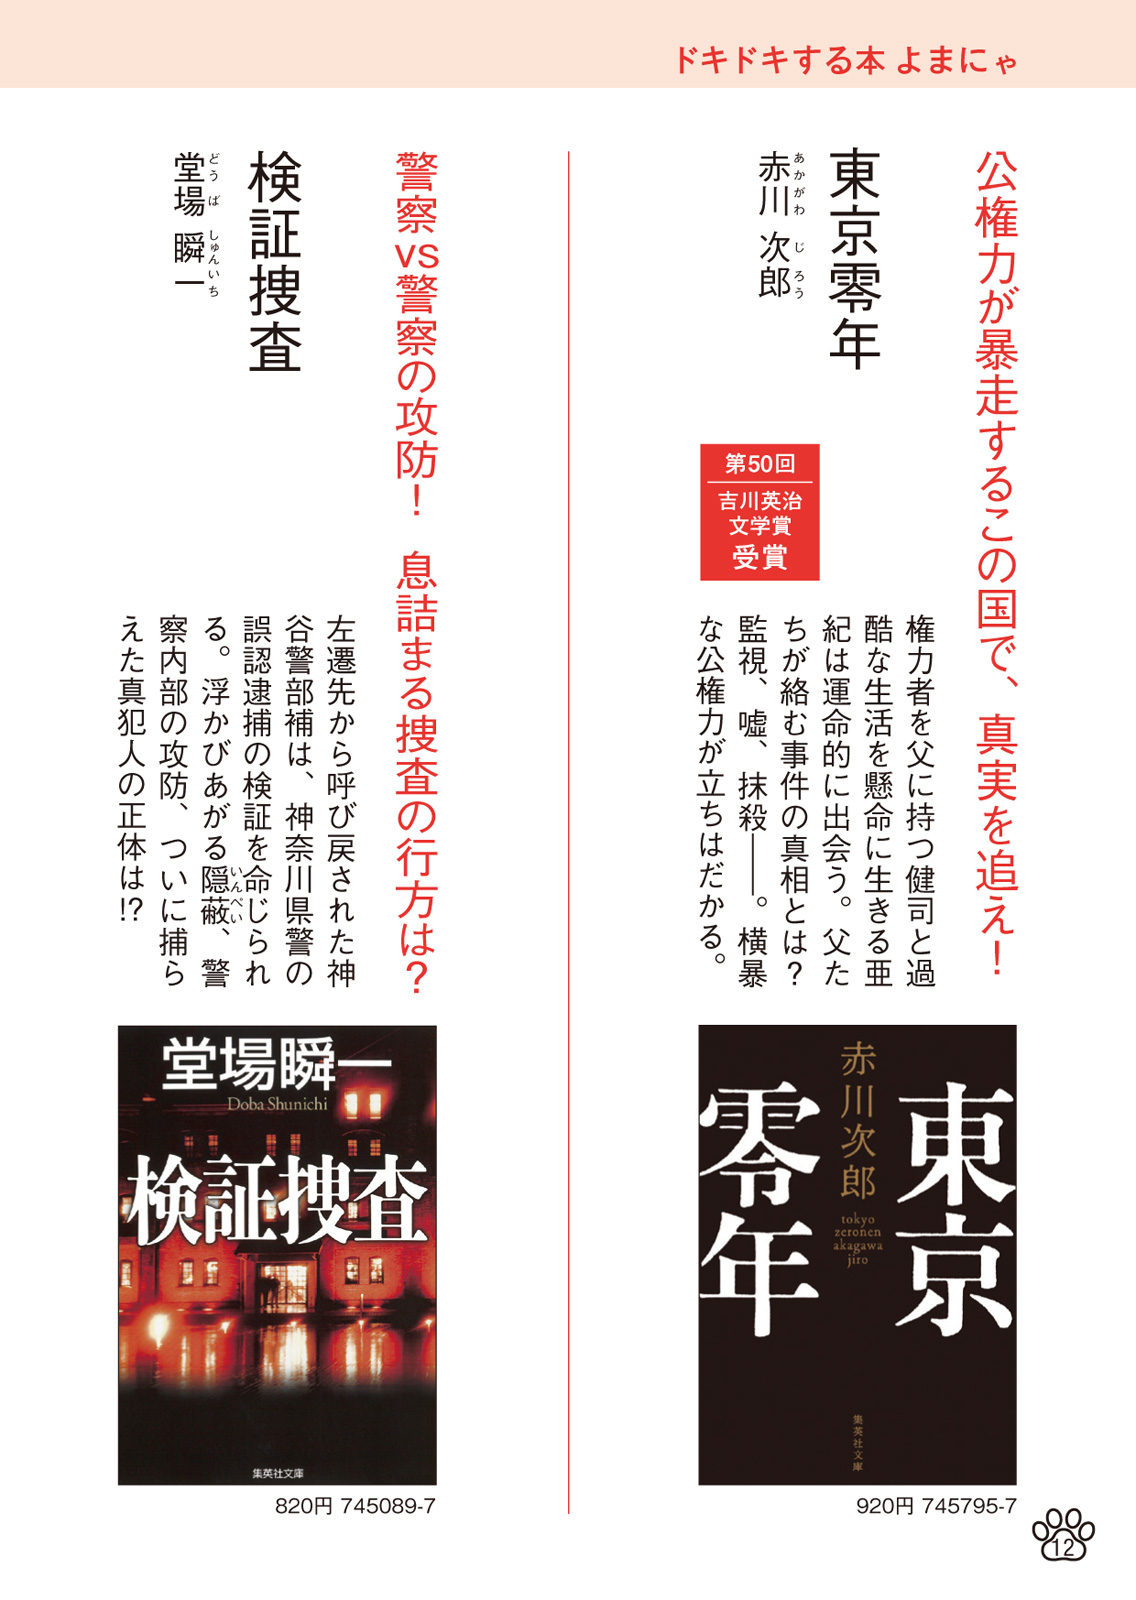 ドキドキする本 よまにゃ
公権力が暴走するこの国で、真実を追え！
東京零年
赤川 次郎
あかがわ じろう
第50回
吉川英治
文学賞
受賞
権力者を父に持つ健司と過
酷な生活を懸命に生きる亜
紀は運命的に出会う。父た
ちが絡む事件の真相とは？
監視、嘘、抹殺――。横暴
な公権力が立ちはだかる。
東京
赤川次郎
tokyo
zeronen
akagawa
jiro
零年
集英社文庫
920円 745795-7
警察vs警察の攻防！ 息詰まる捜査の行方は？
検証捜査
堂場 瞬一
どうば しゅんいち
左遷先から呼び戻された神
谷警部補は、神奈川県警の
誤認逮捕の検証を命じられ
る。浮かびあがる隠蔽、警
いんぺい
察内部の攻防、ついに捕ら
えた真犯人の正体は!?
堂場瞬一
Doba Shunichi
検証捜査
集英社文庫
820円 745089-7
12